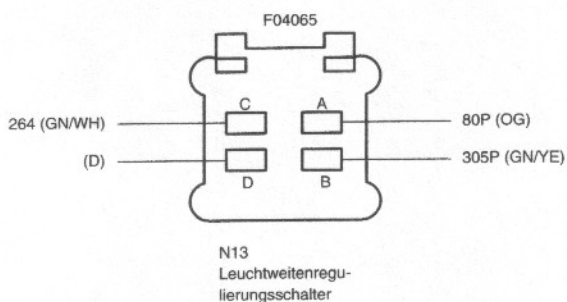 F04065
C A
264 (GN/WH) 80P (OG)
(D) 305P (GN/YE)
D B
N13
Leuchtweitenregu-
lierungsschalter